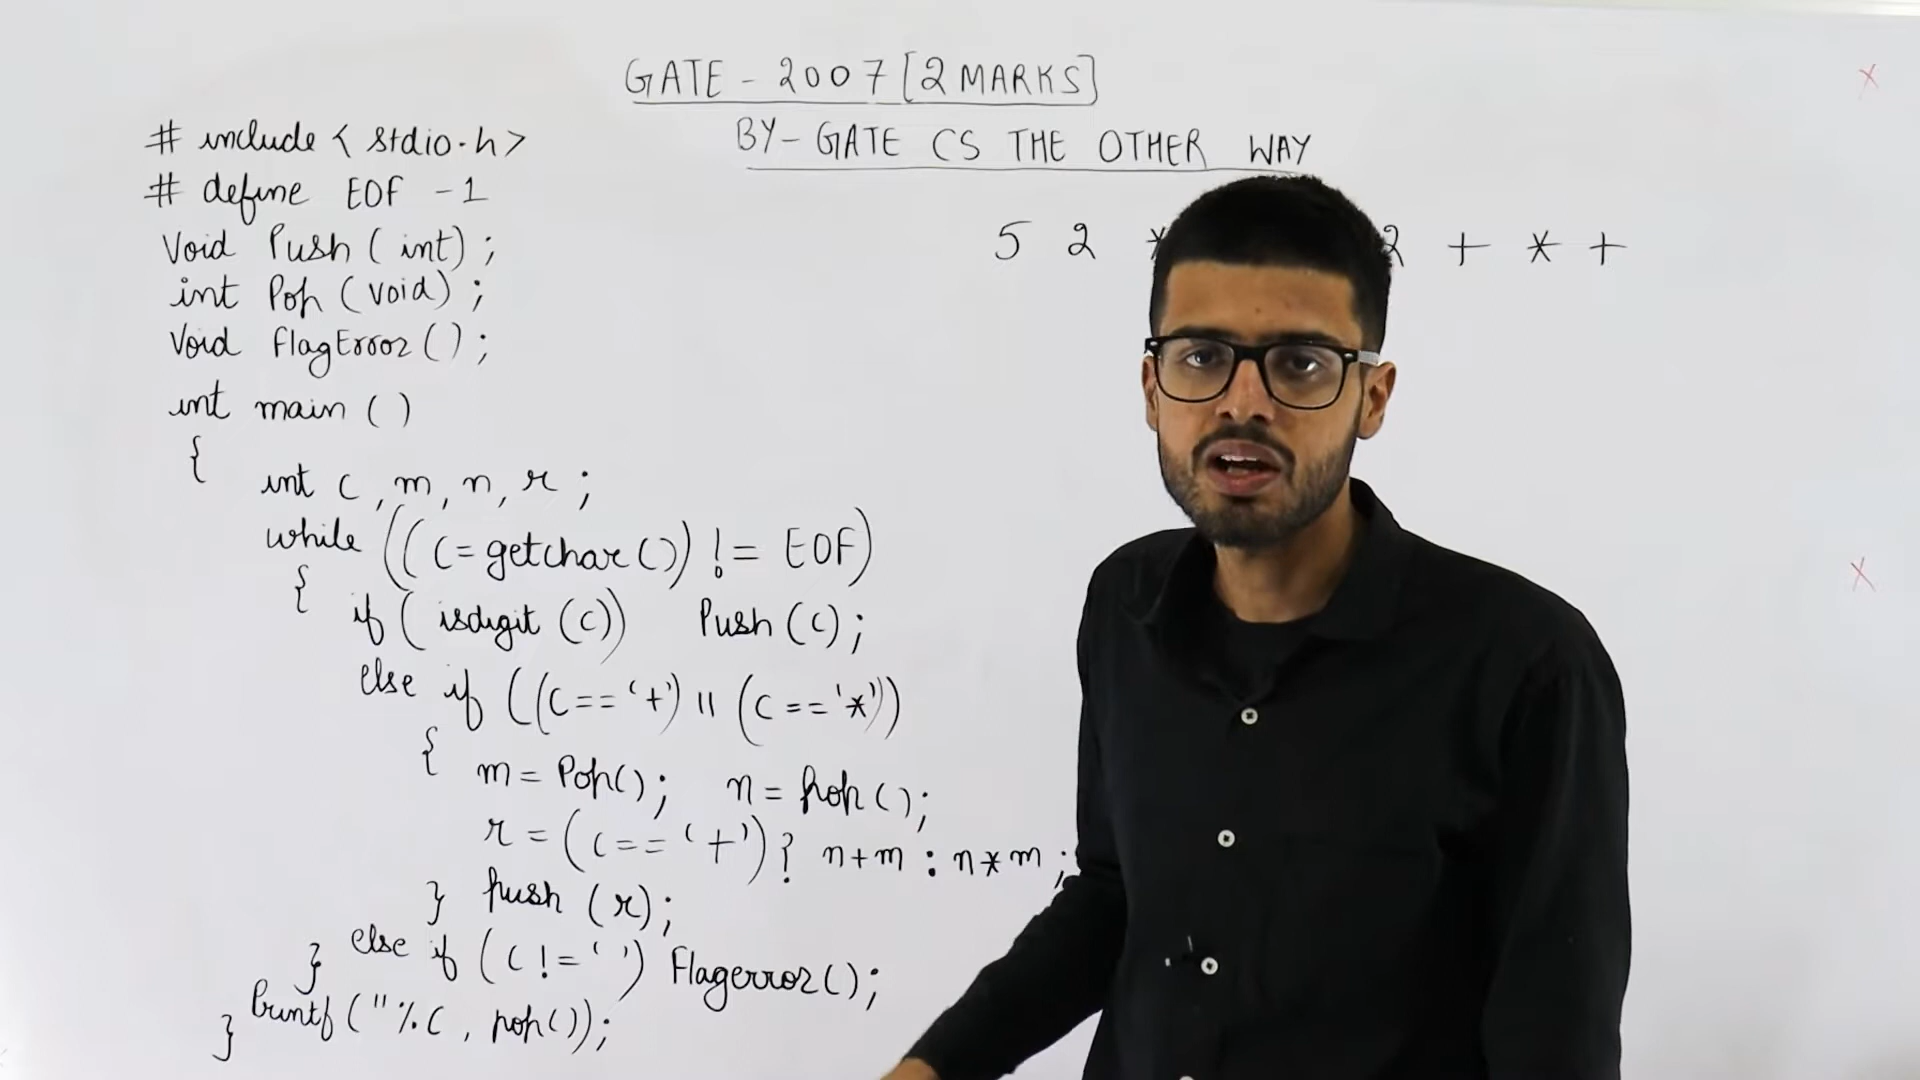 GATE - 2007 [2 MARKS]
BY - GATE CS THE OTHER WAY
# include < stdio.h>
# define EOF -1
Void Push ( int) ;
int Pop (void) ;
Void flagError () ;
int main ( )
{
int c , m, n, r ;
while ((c=getchar()) != EOF)
{
if ( isdigit (c)) Push (c) ;
else if ((c== '+') || (c =='*'))
{
m = Pop() ; n = pop () ;
r = (c== '+') ? n+m : n*m ;
} push (r) ;
} else if (c != ' ') Flagerror() ;
} Printf ("%c , pop()) ;
5 2 * 2 + * +
X
X